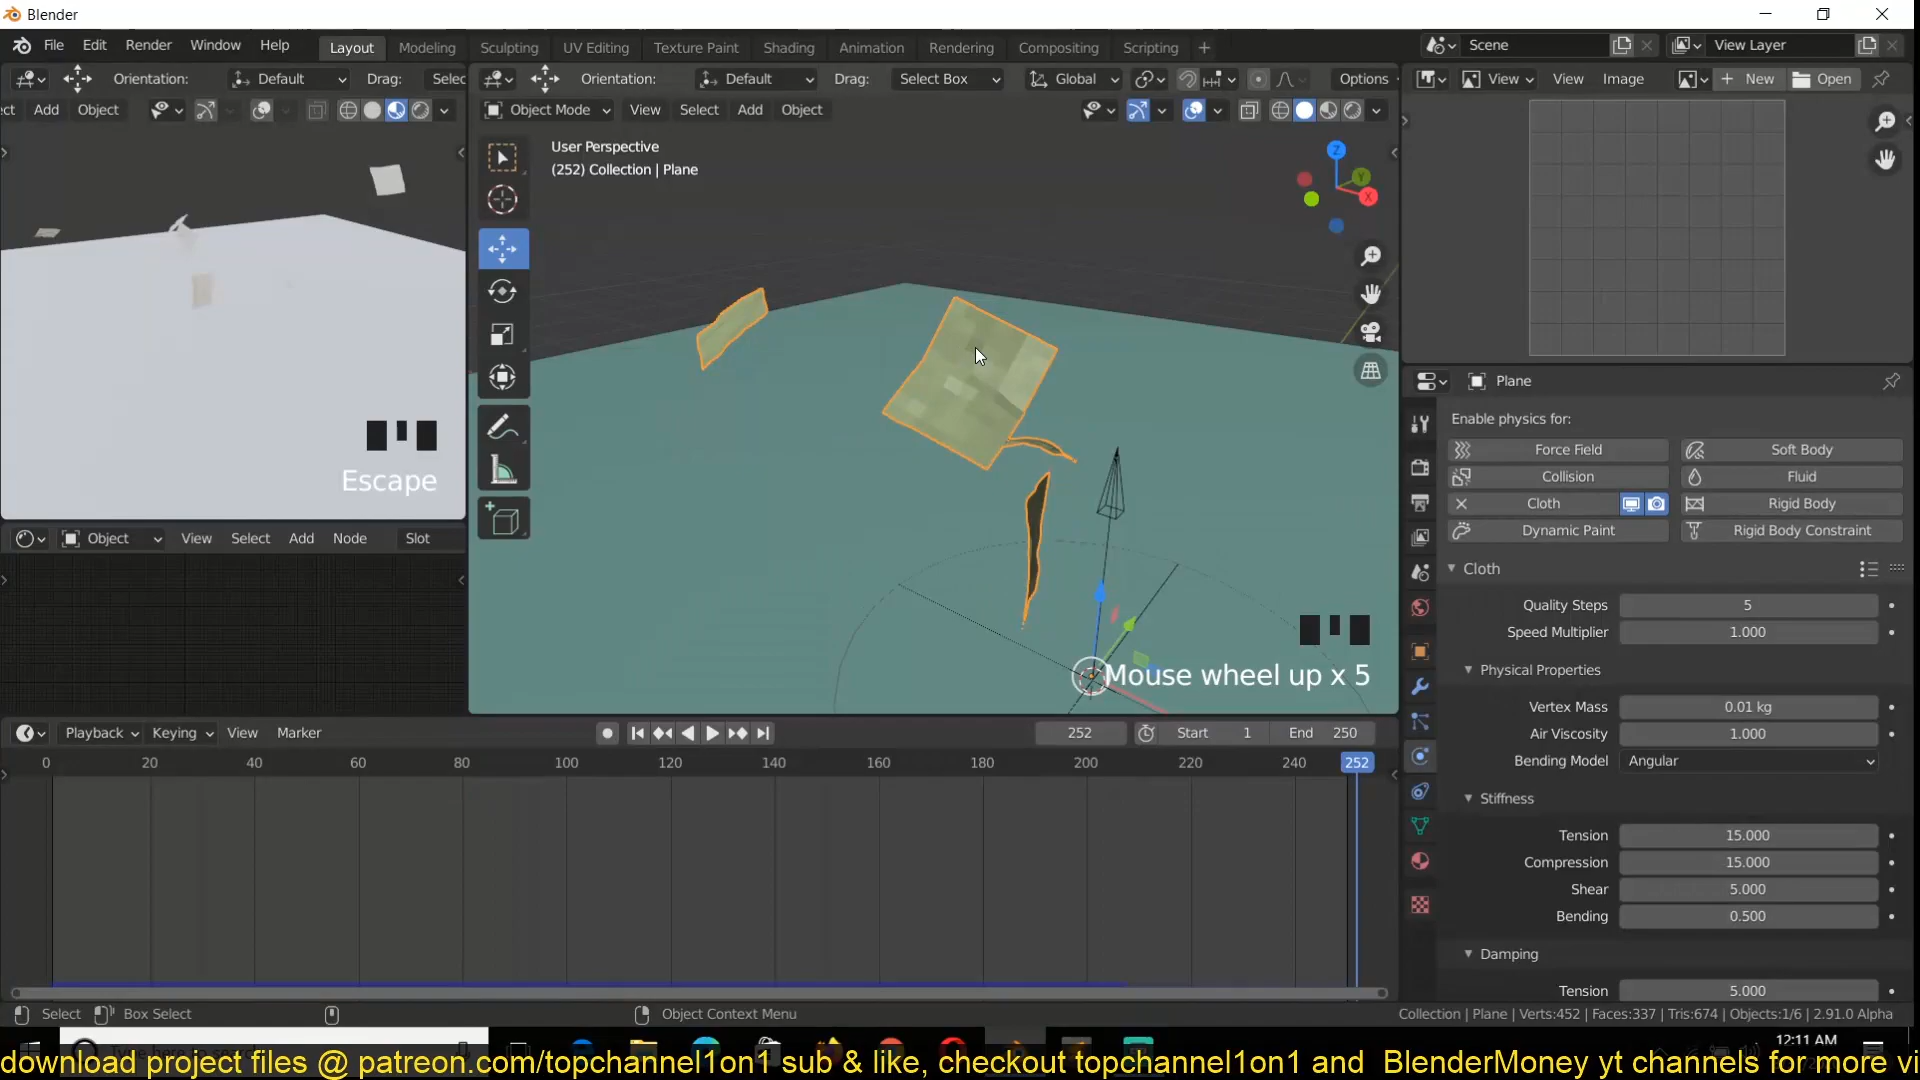 Blender
File Edit Render Window Help Layout Modeling Sculpting UV Editing Texture Paint Shading Animation Rendering Compositing Scripting + Scene View Layer
Orientation: Default Drag: Selec Orientation: Default Drag: Select Box Global Options View View Image New Open
ct Add Object Object Mode View Select Add Object
User Perspective
(252) Collection | Plane
Z
Y
X
Escape
Mouse wheel up x 5
Object View Select Add Node Slot
Plane
Enable physics for:
Force Field Soft Body
Collision Fluid
Cloth Rigid Body
Dynamic Paint Rigid Body Constraint
Cloth
Quality Steps 5
Speed Multiplier 1.000
Physical Properties
Vertex Mass 0.01 kg
Air Viscosity 1.000
Bending Model Angular
Stiffness
Tension 15.000
Compression 15.000
Shear 5.000
Bending 0.500
Damping
Tension 5.000
Playback Keying View Marker 252 Start 1 End 250
0 20 40 60 80 100 120 140 160 180 200 220 240 252
Select Box Select Object Context Menu Collection | Plane | Verts:452 | Faces:337 | Tris:674 | Objects:1/6 | 2.91.0 Alpha
12:11 AM
download project files @ patreon.com/topchannel1on1 sub & like, checkout topchannel1on1 and BlenderMoney yt channels for more vi